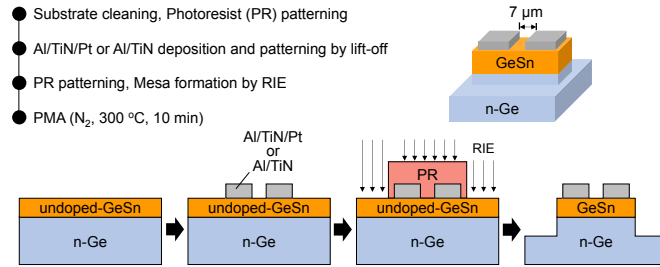 Substrate cleaning, Photoresist (PR) patterning
Al/TiN/Pt or Al/TiN deposition and patterning by lift-off
PR patterning, Mesa formation by RIE
PMA (N₂, 300 °C, 10 min)
7 μm
GeSn
n-Ge
Al/TiN/Pt
or
Al/TiN
RIE
PR
undoped-GeSn
n-Ge
undoped-GeSn
n-Ge
undoped-GeSn
n-Ge
GeSn
n-Ge